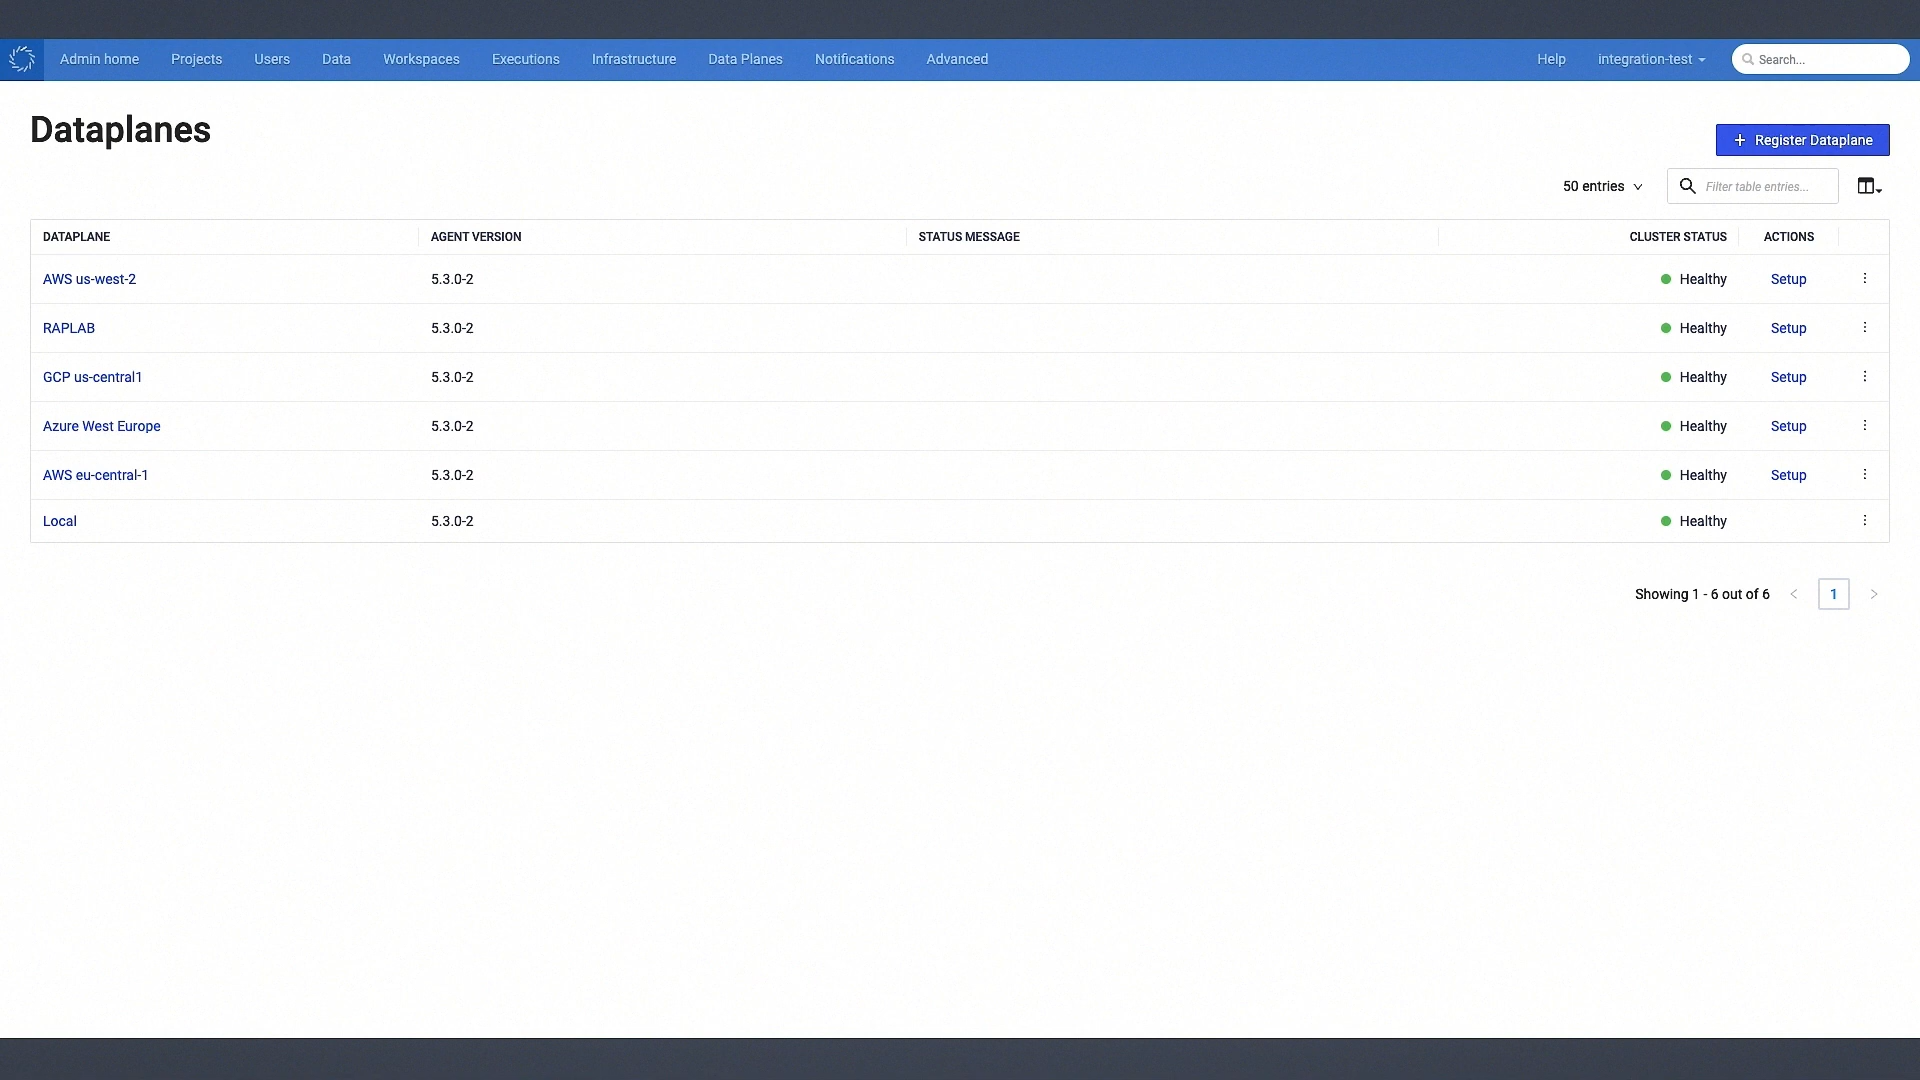 Admin home Projects Users Data Workspaces Executions Infrastructure Data Planes Notifications Advanced Help integration-test Search...
Dataplanes
+ Register Dataplane
50 entries Filter table entries...
DATAPLANE AGENT VERSION STATUS MESSAGE CLUSTER STATUS ACTIONS
AWS us-west-2 5.3.0-2 Healthy Setup
RAPLAB 5.3.0-2 Healthy Setup
GCP us-central1 5.3.0-2 Healthy Setup
Azure West Europe 5.3.0-2 Healthy Setup
AWS eu-central-1 5.3.0-2 Healthy Setup
Local 5.3.0-2 Healthy
Showing 1 - 6 out of 6 < 1 >